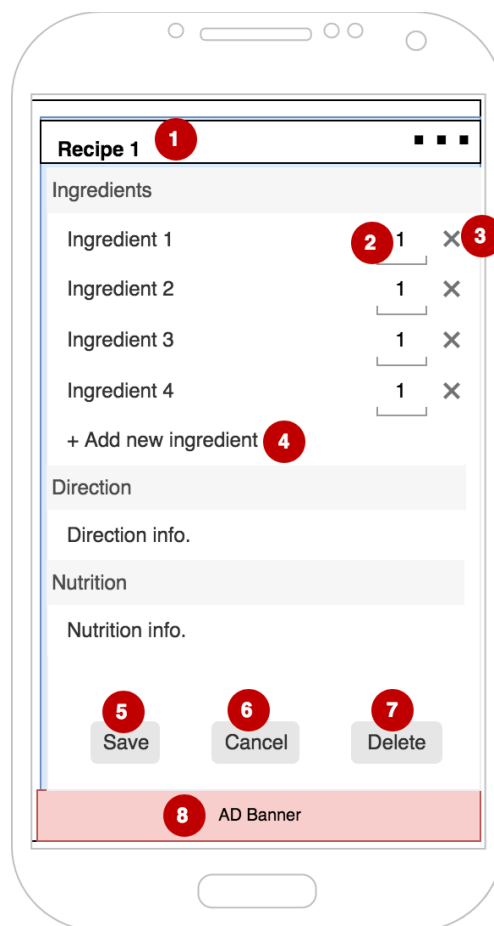 Recipe 1 1
Ingredients
Ingredient 1 2 1 3
Ingredient 2 1
Ingredient 3 1
Ingredient 4 1
+ Add new ingredient 4
Direction
Direction info.
Nutrition
Nutrition info.
5 6 7
Save Cancel Delete
8 AD Banner